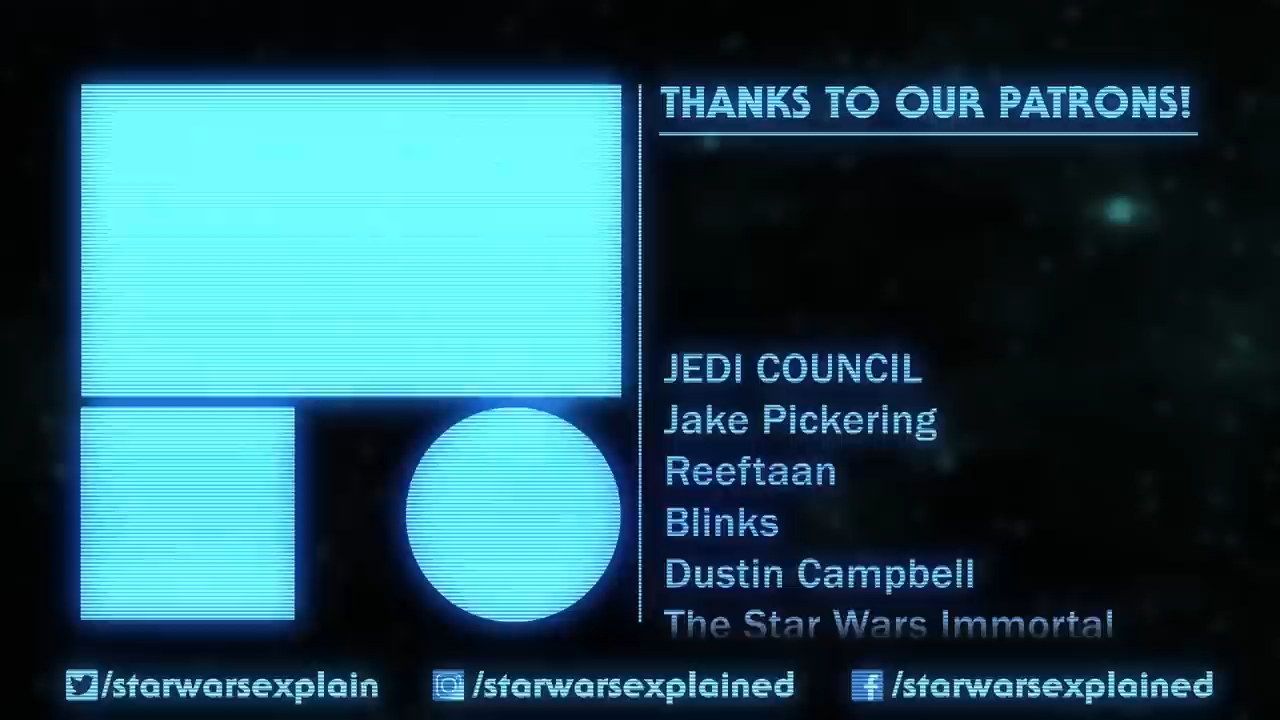 THANKS TO OUR PATRONS!
JEDI COUNCIL
Jake Pickering
Reeftaan
Blinks
Dustin Campbell
The Star Wars Immortal
/starwarsexplain
/starwarsexplained
/starwarsexplained